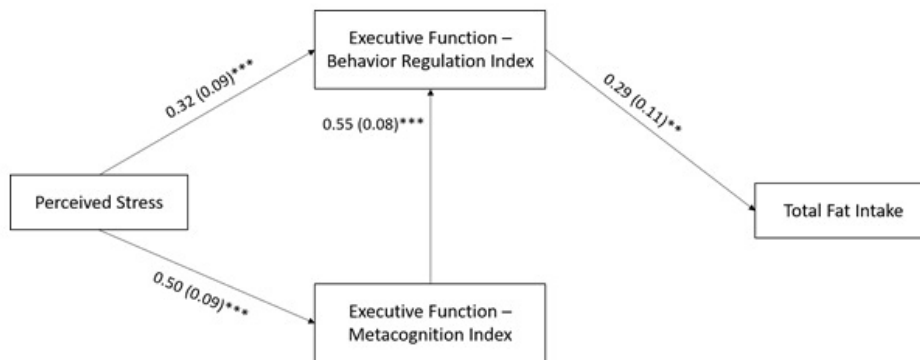 Executive Function –
Behavior Regulation Index
0.32 (0.09)***
0.29 (0.11)**
0.55 (0.08)***
Perceived Stress
Total Fat Intake
0.50 (0.09)***
Executive Function –
Metacognition Index